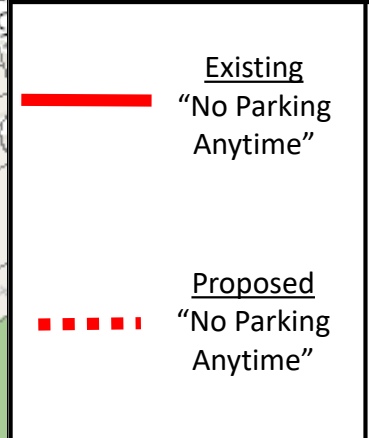 Existing
“No Parking
Anytime”
Proposed
“No Parking
Anytime”